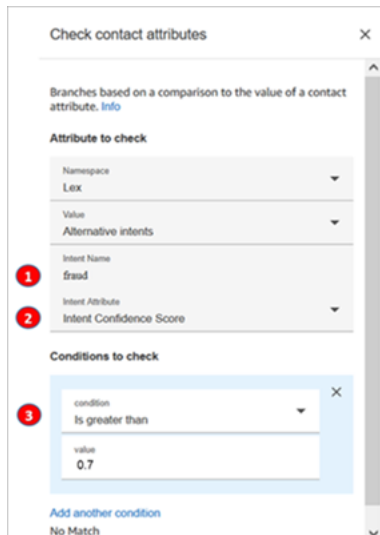 Check contact attributes
Branches based on a comparison to the value of a contact
attribute. Info
Attribute to check
Namespace
Lex
Value
Alternative intents
Intent Name
1
fraud
Intent Attribute
2
Intent Confidence Score
Conditions to check
condition
3
Is greater than
value
0.7
Add another condition
No Match